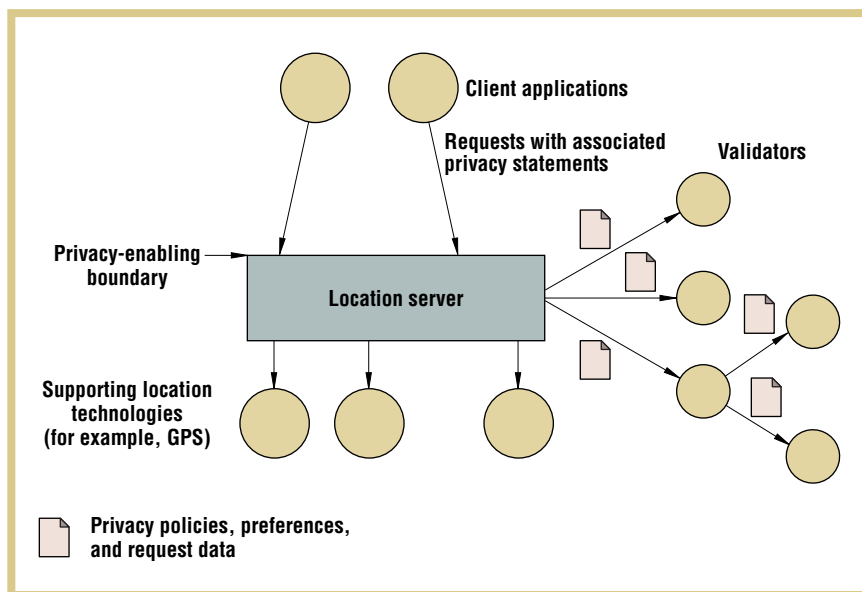 Client applications
Requests with associated
privacy statements
Validators
Privacy-enabling
boundary
Location server
Supporting location
technologies
(for example, GPS)
Privacy policies, preferences,
and request data